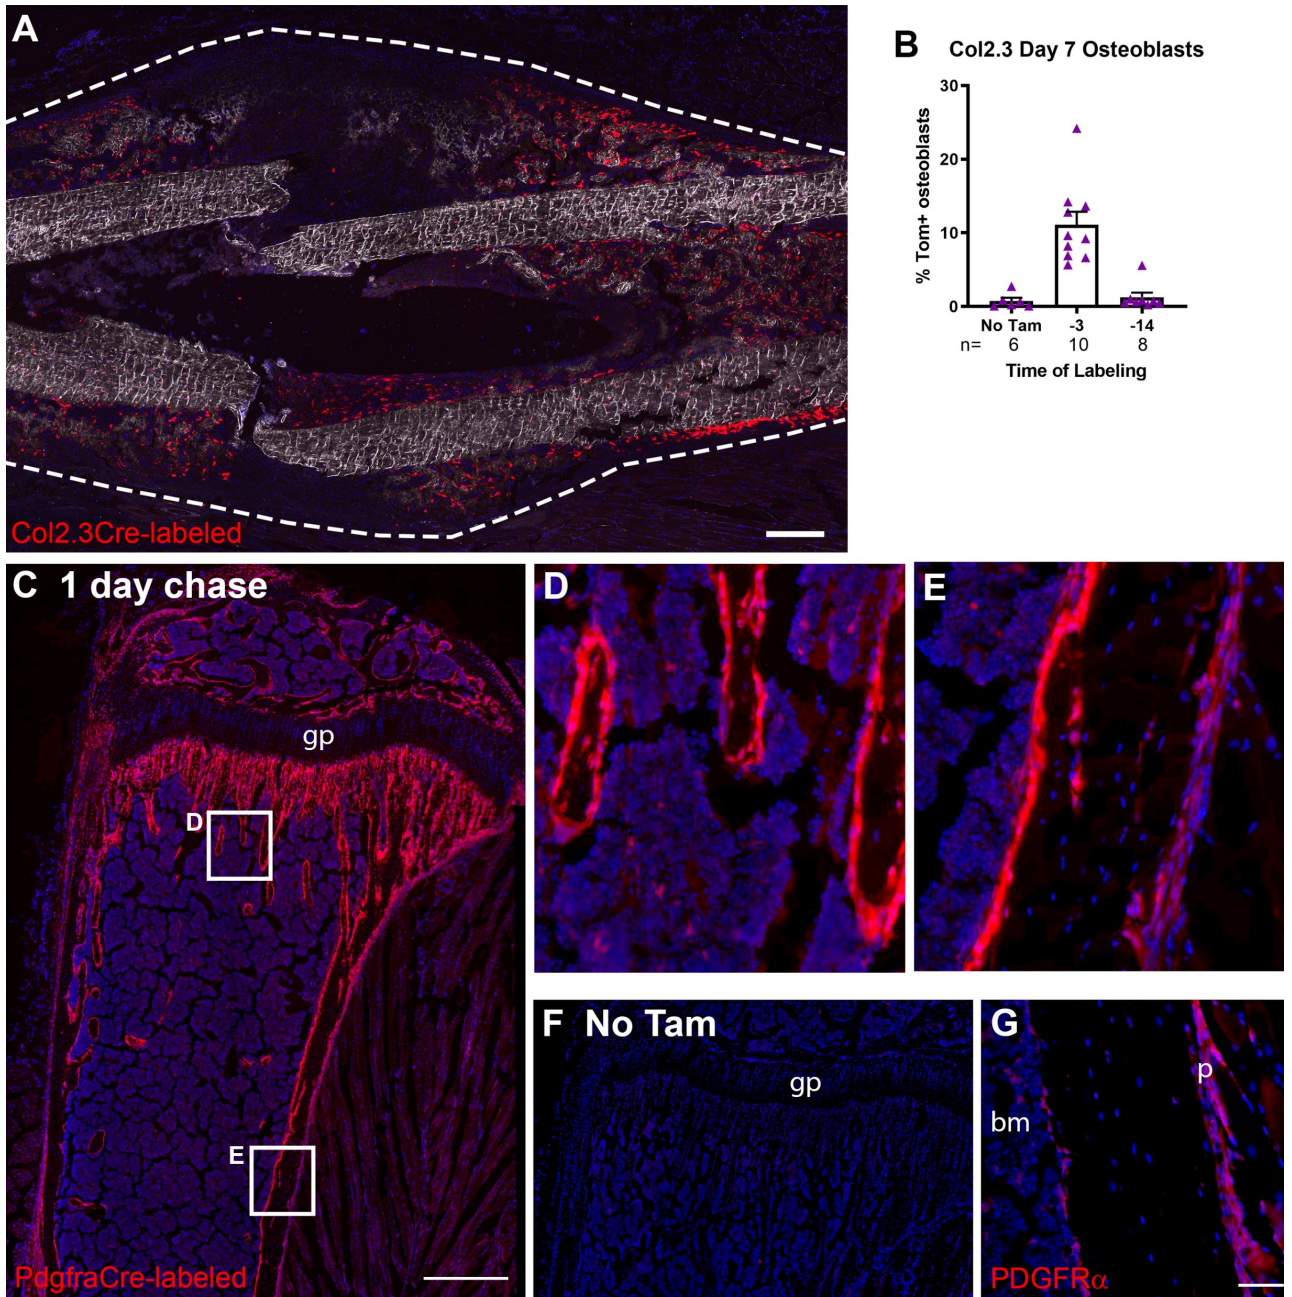 A
Col2.3Cre-labeled
B Col2.3 Day 7 Osteoblasts
% Tom+ osteoblasts
30
20
10
0
No Tam -3 -14
n= 6 10 8
Time of Labeling
C 1 day chase
gp
D
E
PdgfraCre-labeled
D
E
F No Tam
gp
G
bm
p
PDGFRα